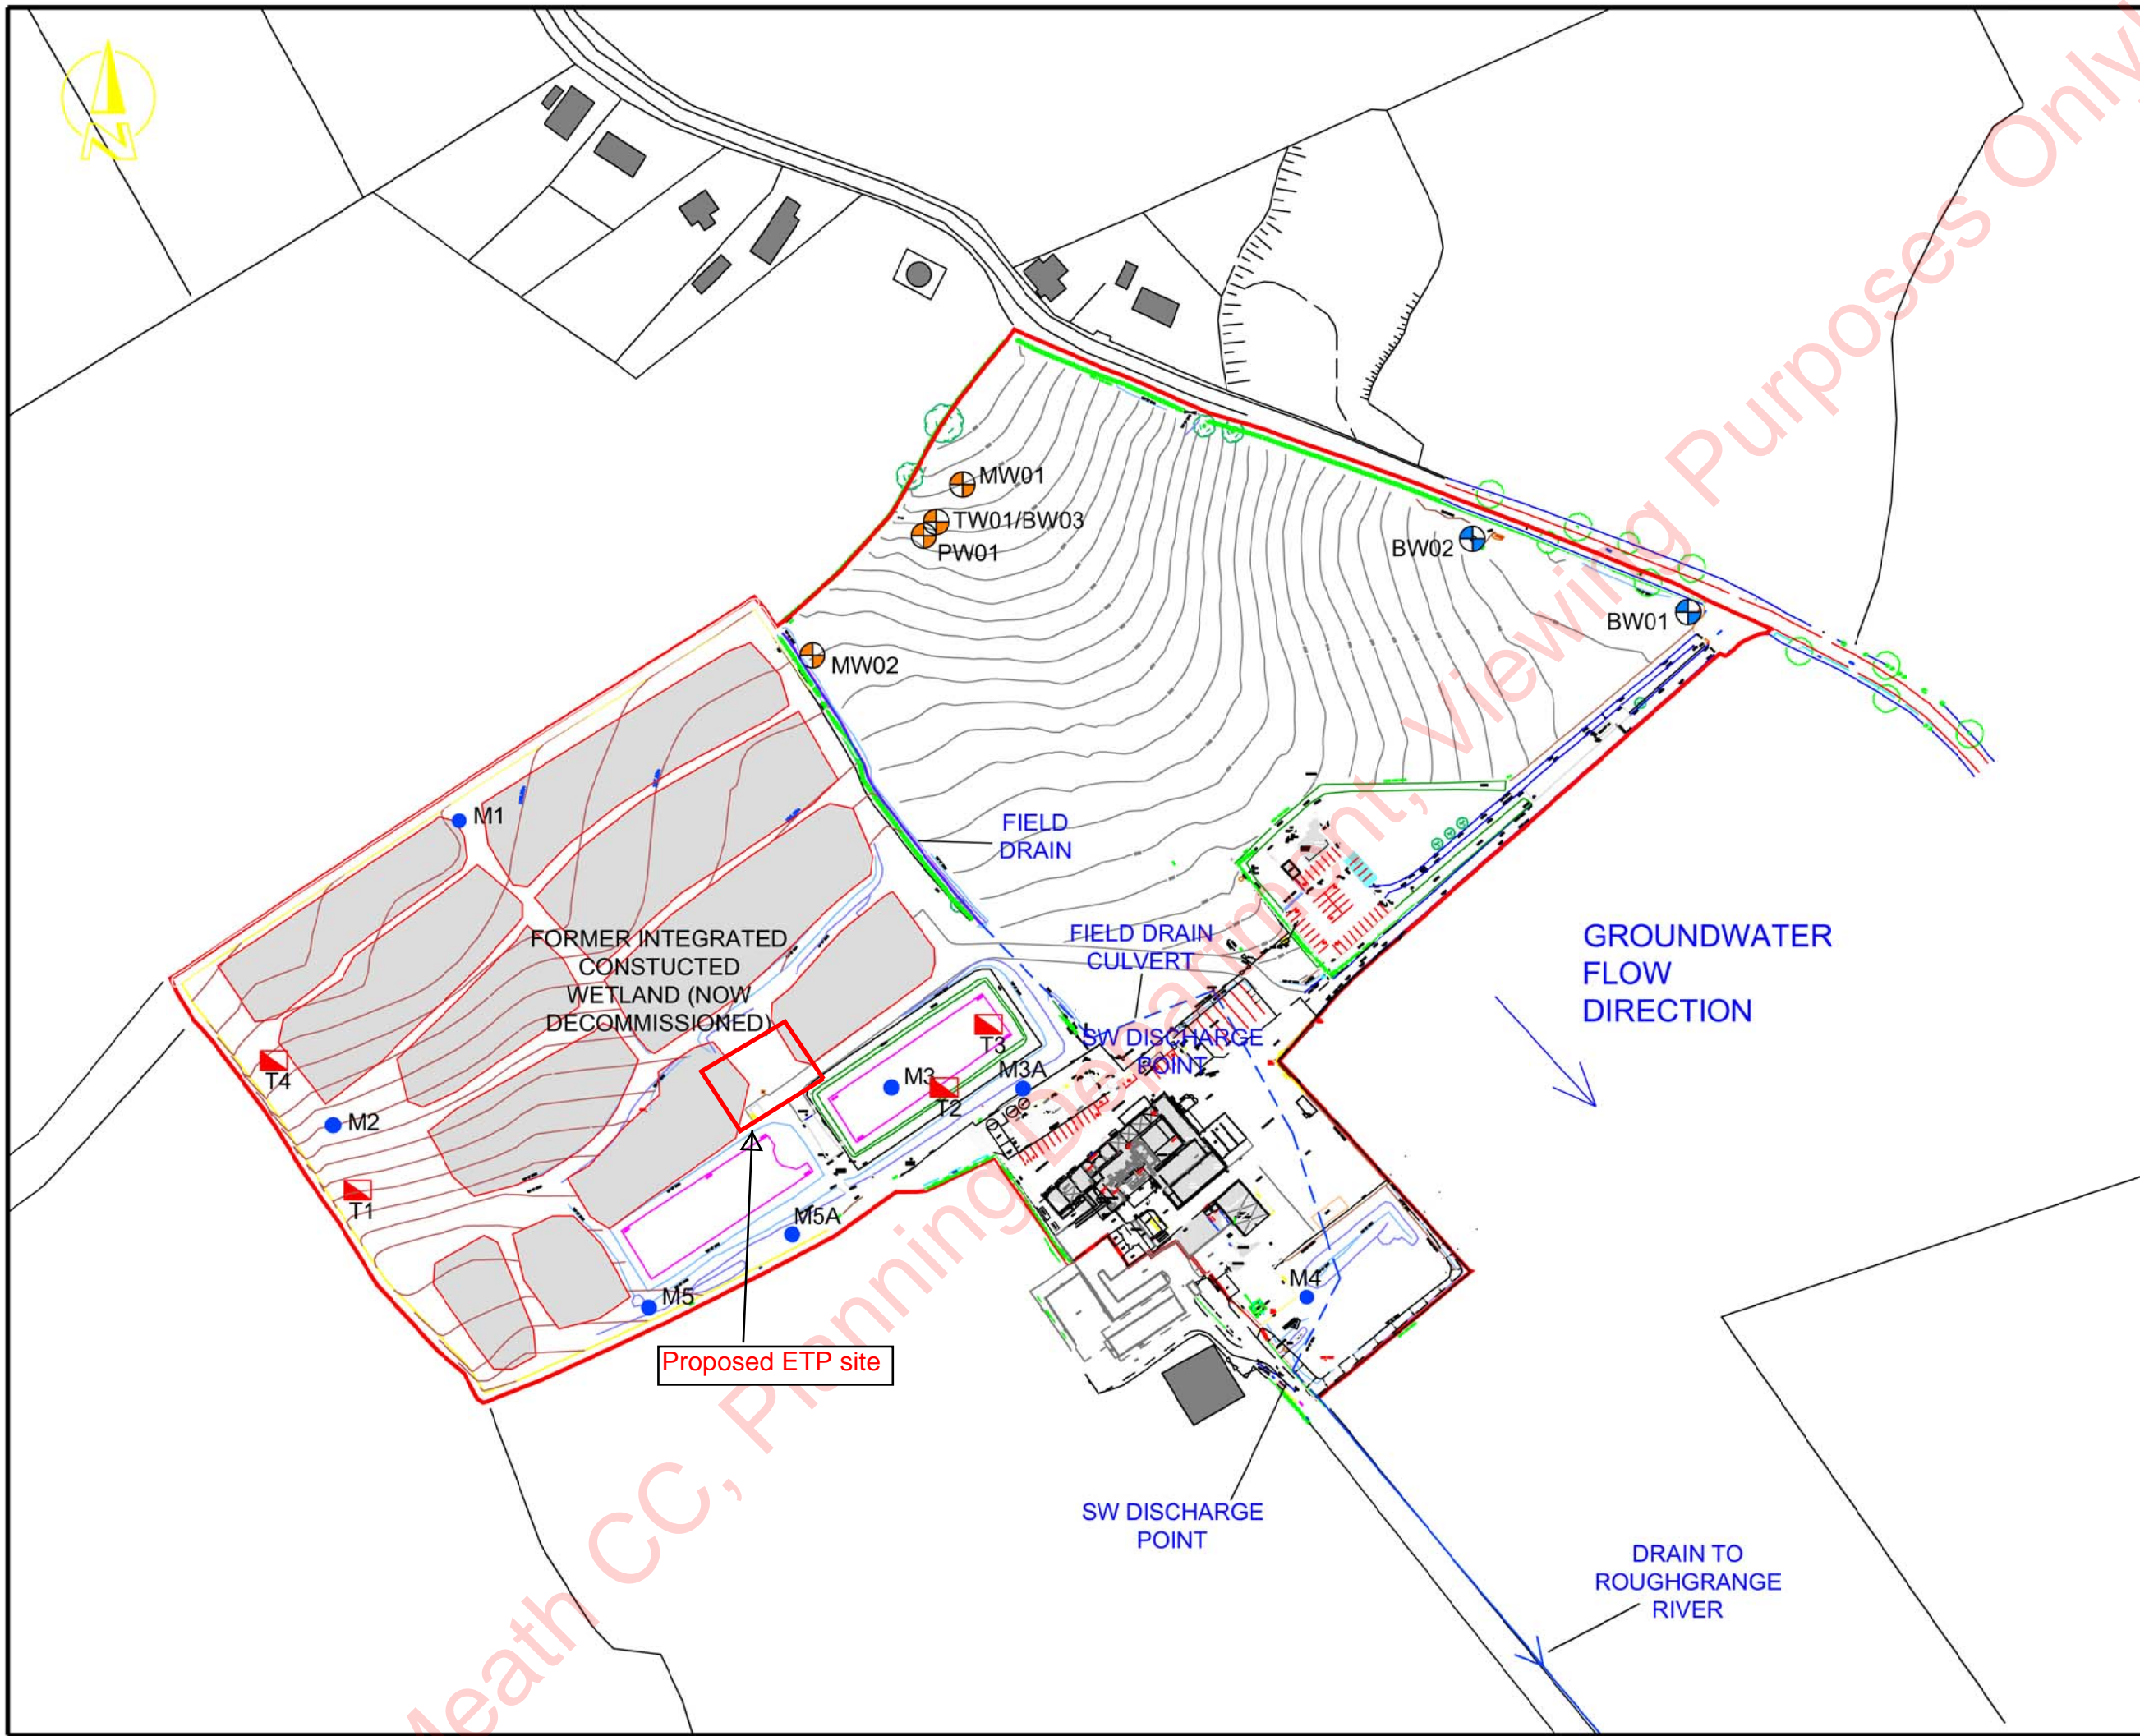 N
MW01
TW01/BW03
PW01
BW02
BW01
MW02
M1
FIELD
DRAIN
FIELD DRAIN
CULVERT
GROUNDWATER
FLOW
DIRECTION
FORMER INTEGRATED
CONSTUCTED
WETLAND (NOW
DECOMMISSIONED)
SW DISCHARGE
POINT
T3
T4
M3
M3A
T2
M2
T1
M5A
M4
M5
Proposed ETP site
SW DISCHARGE
POINT
DRAIN TO
ROUGHGRANGE
RIVER
Meath CC, Planning Department, Viewing Purposes Only!